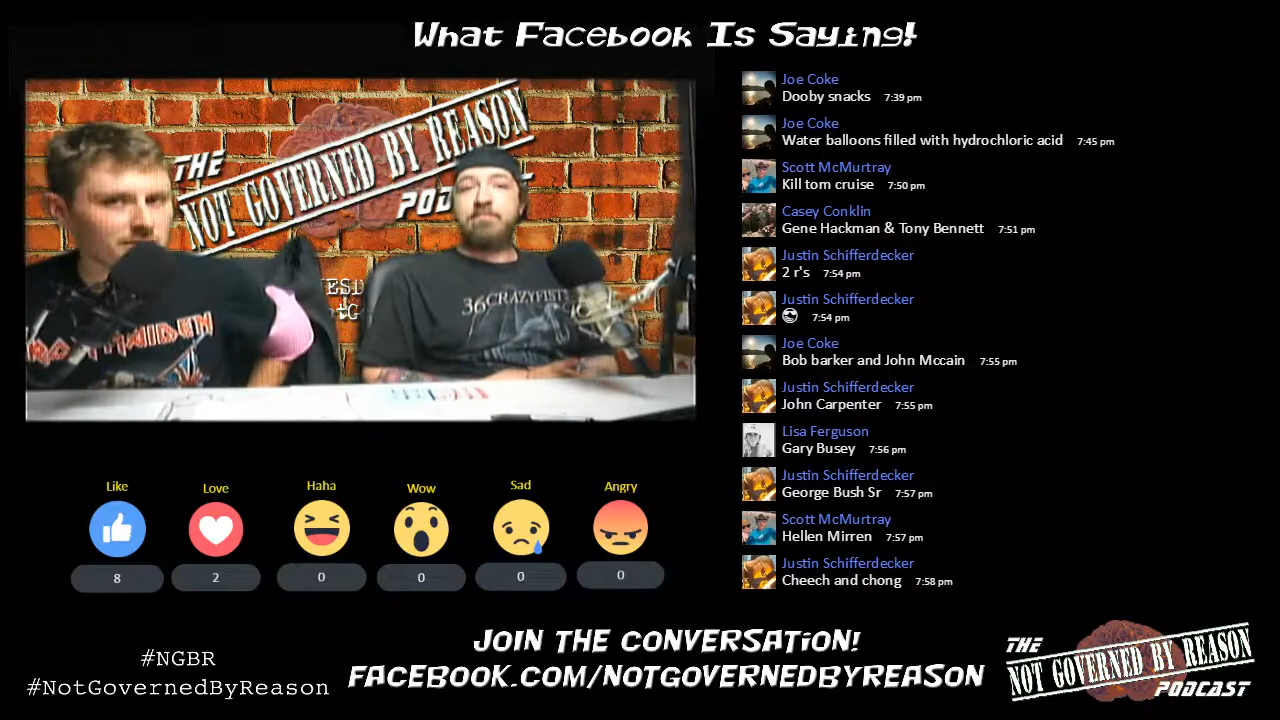 What Facebook Is Saying!
THE
NOT GOVERNED BY REASON
POD
ESD
tG
IRON MAIDEN
36CRAZYFISTS
Joe Coke
Dooby snacks 7:39 pm
Joe Coke
Water balloons filled with hydrochloric acid 7:45 pm
Scott McMurtray
Kill tom cruise 7:50 pm
Casey Conklin
Gene Hackman & Tony Bennett 7:51 pm
Justin Schifferdecker
2 r's 7:54 pm
Justin Schifferdecker
😎 7:54 pm
Joe Coke
Bob barker and John Mccain 7:55 pm
Justin Schifferdecker
John Carpenter 7:55 pm
Lisa Ferguson
Gary Busey 7:56 pm
Justin Schifferdecker
George Bush Sr 7:57 pm
Scott McMurtray
Hellen Mirren 7:57 pm
Justin Schifferdecker
Cheech and chong 7:58 pm
Like Love Haha Wow Sad Angry
8 2 0 0 0 0
#NGBR
#NotGovernedByReason
JOIN THE CONVERSATION!
FACEBOOK.COM/NOTGOVERNEDBYREASON
THE
NOT GOVERNED BY REASON
PODCAST